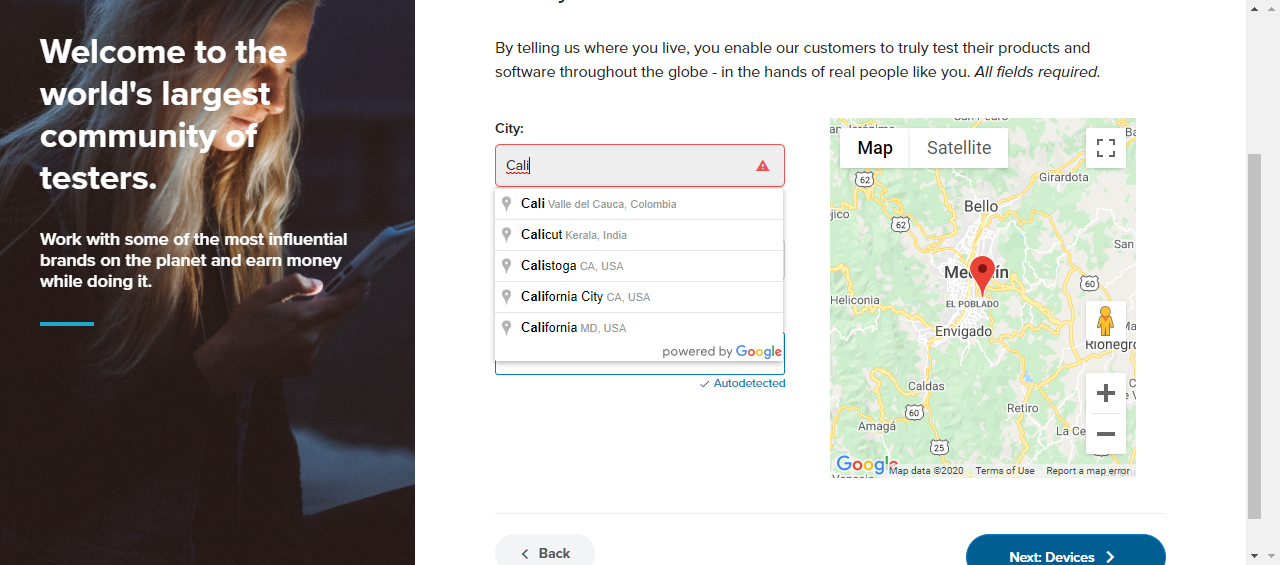 Welcome to the
world's largest
community of
testers.
Work with some of the most influential
brands on the planet and earn money
while doing it.
By telling us where you live, you enable our customers to truly test their products and
software throughout the globe - in the hands of real people like you. All fields required.
City:
Cali
Cali Valle del Cauca, Colombia
Calicut Kerala, India
Calistoga CA, USA
California City CA, USA
California MD, USA
powered by Google
Autodetected
Map
Satellite
62
Girardota
Bello
62
San
Medellín
60
EL POBLADO
Heliconia
Envigado
Rionegro
Caldas
60
Retiro
Amagá
La Ce
25
Google
Map data ©2020
Terms of Use
Report a map error
Back
Next: Devices